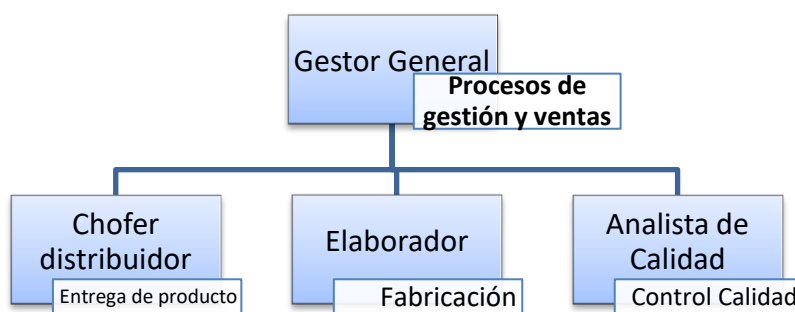 Gestor General
Procesos de
gestión y ventas
Chofer
distribuidor
Entrega de producto
Elaborador
Fabricación
Analista de
Calidad
Control Calidad